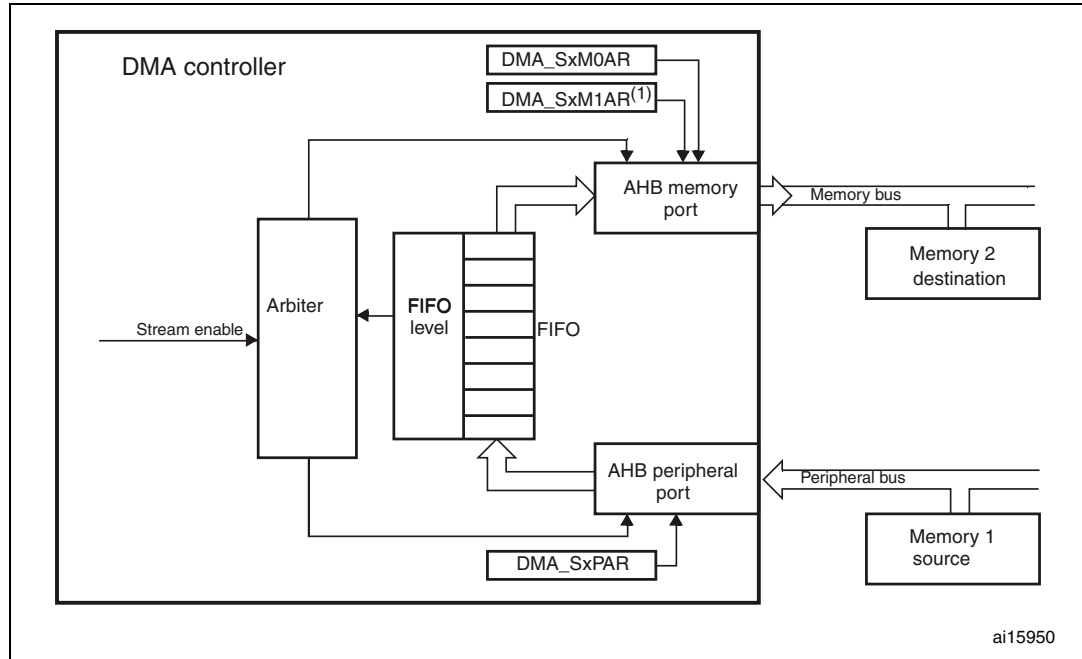 DMA controller
DMA_SxM0AR
DMA_SxM1AR(1)
AHB memory
port
Memory bus
Memory 2
destination
Arbiter
FIFO
level
FIFO
Stream enable
AHB peripheral
port
Peripheral bus
Memory 1
source
DMA_SxPAR
ai15950